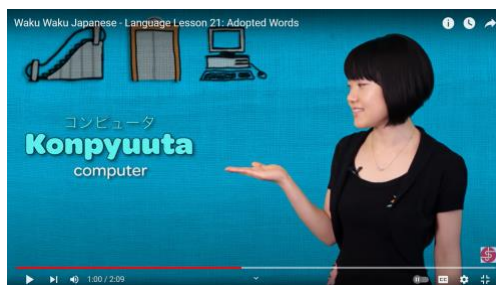 Waku Waku Japanese - Language Lesson 21: Adopted Words
コンピュータ
Konpyuuta
computer
1:00 / 2:09
CC